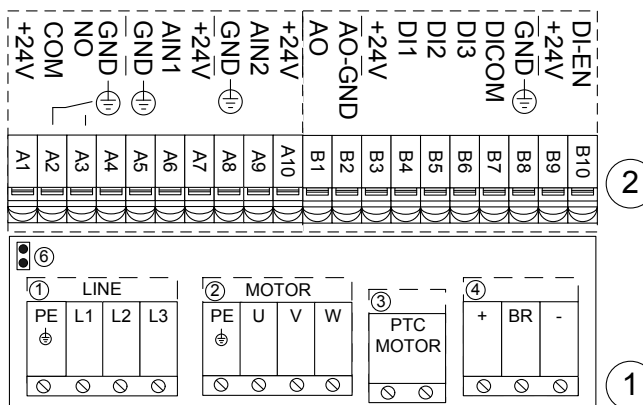 +24V COM NO GND GND AIN1 +24V GND AIN2 +24V AO AO-GND +24V DI1 DI2 DI3 DICOM GND +24V DI-EN
A1 A2 A3 A4 A5 A6 A7 A8 A9 A10 B1 B2 B3 B4 B5 B6 B7 B8 B9 B10
2
6
1 LINE
PE L1 L2 L3
2 MOTOR
PE U V W
3
PTC
MOTOR
4
+ BR -
1